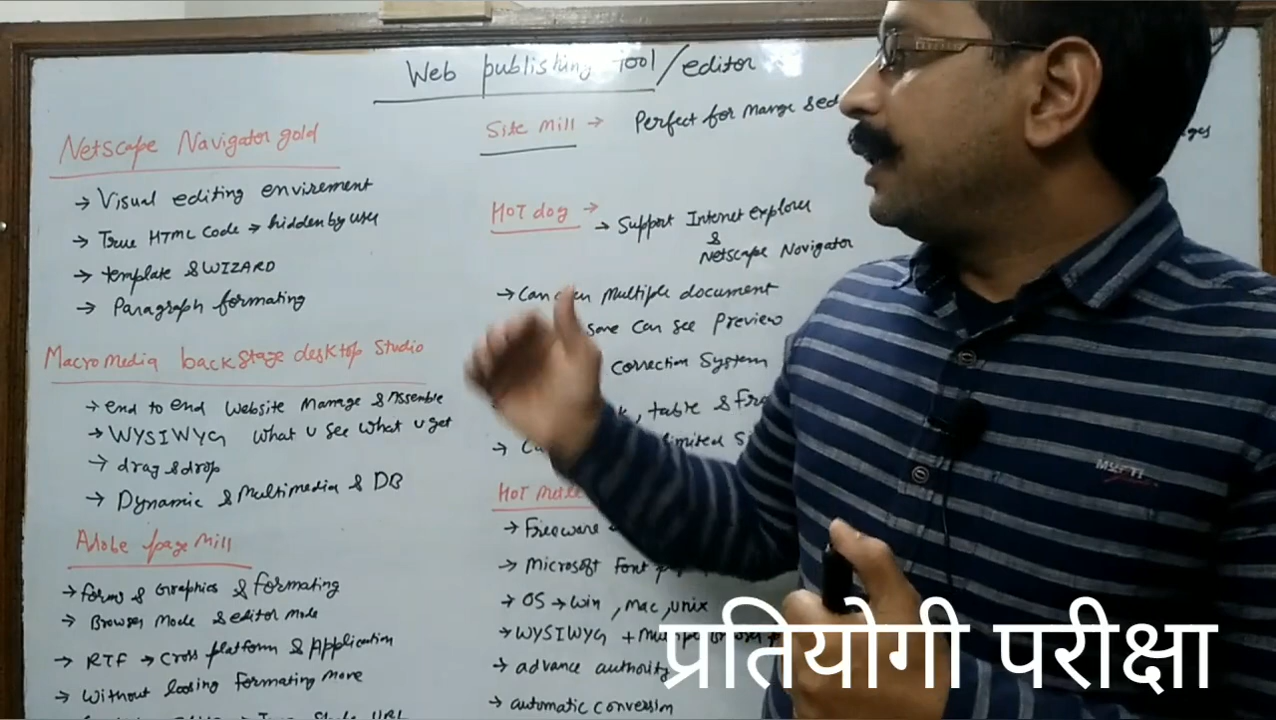 Web publishing Tool/editor
Netscape Navigator gold
→ Visual editing envirement
→ True HTML Code → hidden by user
→ template & WIZARD
→ Paragraph formating
Macromedia backstage desktop Studio
→ end to end Website Manage & Assemble
→ WYSIWYG What u see what u get
→ drag & drop
→ Dynamic & Multimedia & DB
Adobe page Mill
→ forms & Graphics & formating
→ Browser Mode & editor Mode
→ RTF → Cross platform & Application
→ Without loosing formating More
Site Mill → Perfect for Mange
HOT dog →
→ Support Internet explorer
&
Netscape Navigator
→ Can Multiple document
Can See Preview
correction System
, table &
HOT
→ Freeware
→ Microsoft Font
→ OS → Win, Mac, unix
→ WYSIWYG +
→ advance
→ automatic conversion
प्रतियोगी परीक्षा